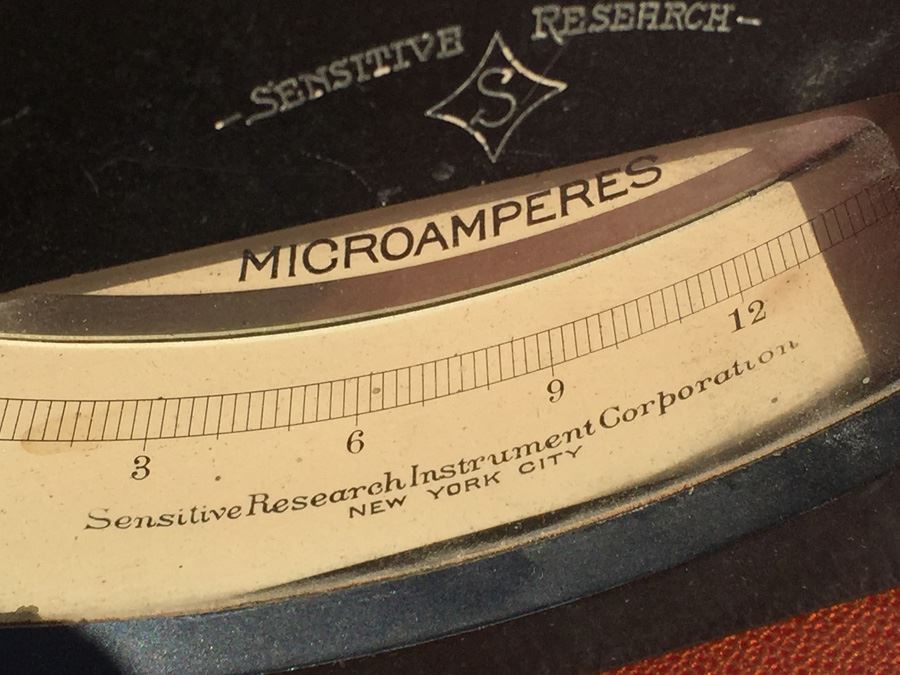 -SENSITIVE RESEARCH-
S
MICROAMPERES
3 6 9 12
Sensitive Research Instrument Corporation
NEW YORK CITY